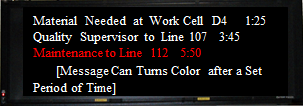 Material Needed at Work Cell D4 1:25
Quality Supervisor to Line 107 3:45
Maintenance to Line 112 5:50
[Message Can Turns Color after a Set
Period of Time]